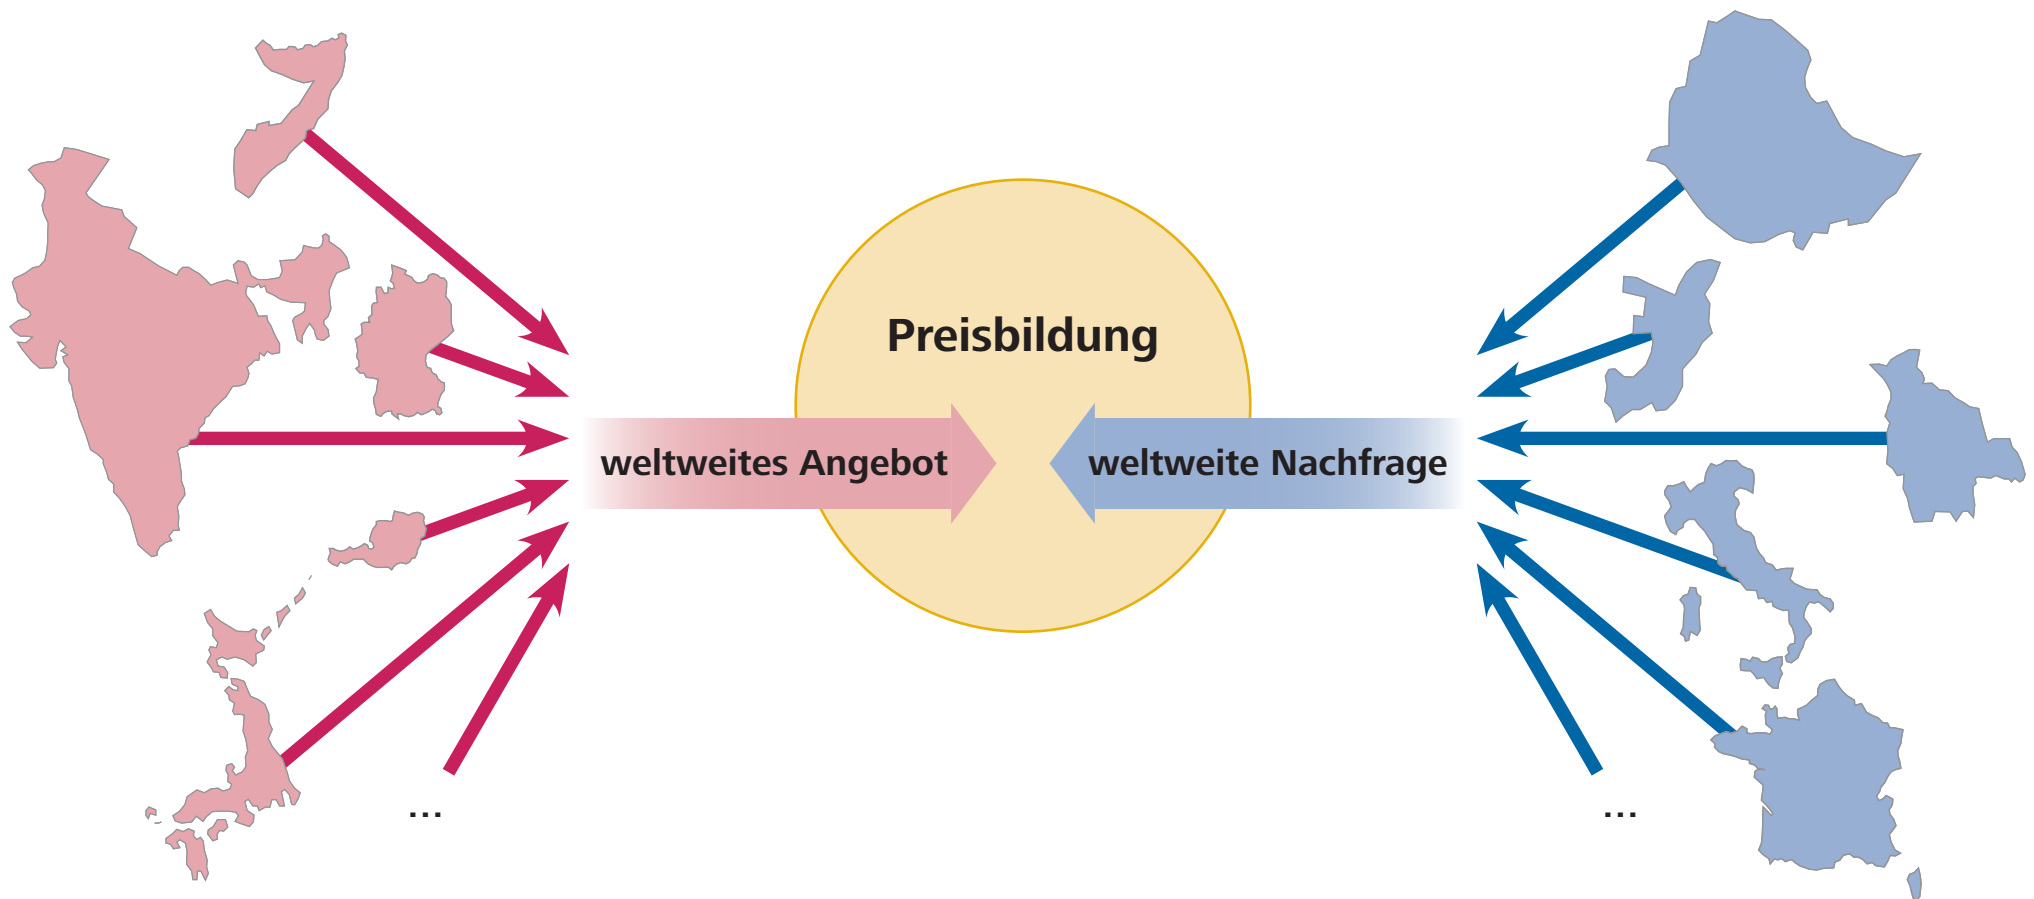 Preisbildung
weltweites Angebot
weltweite Nachfrage
...
...